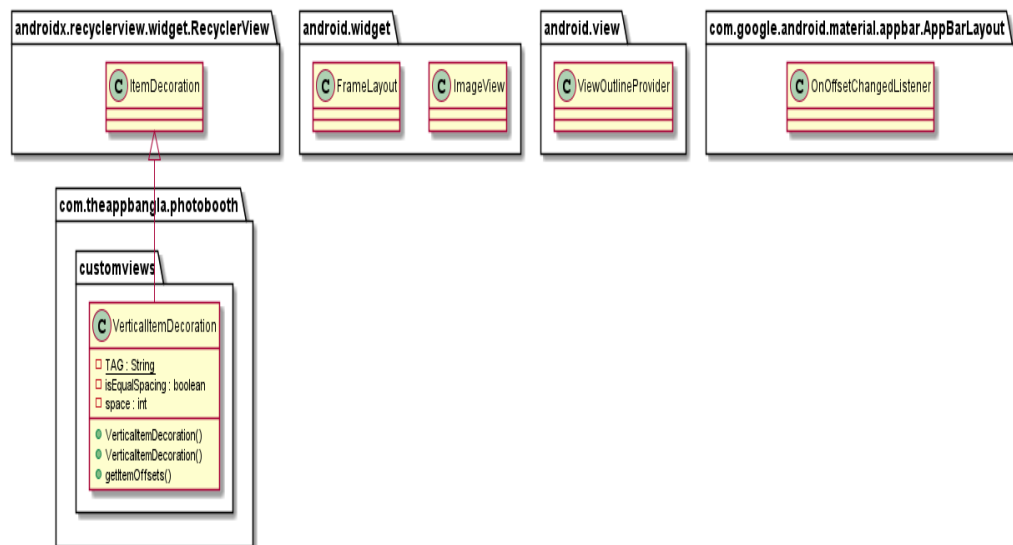 androidx.recyclerview.widget.RecyclerView
C ItemDecoration
android.widget
C FrameLayout
C ImageView
android.view
C ViewOutlineProvider
com.google.android.material.appbar.AppBarLayout
C OnOffsetChangedListener
com.theappbangla.photobooth
customviews
C VerticalItemDecoration
TAG : String
isEqualSpacing : boolean
space : int
VerticalItemDecoration()
VerticalItemDecoration()
getItemOffsets()